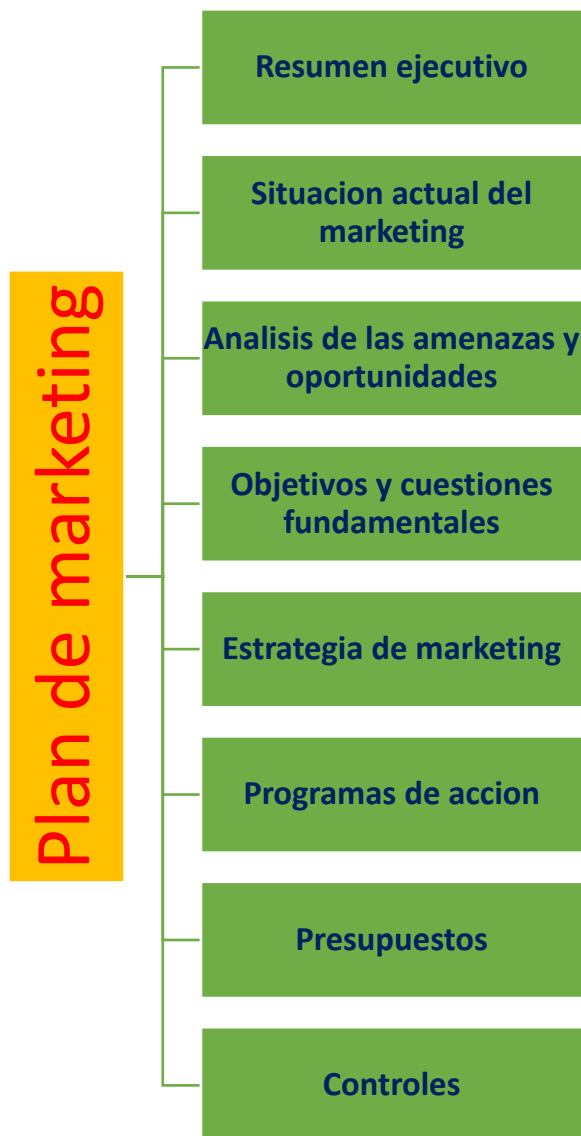 Plan de marketing
Resumen ejecutivo
Situacion actual del
marketing
Analisis de las amenazas y
oportunidades
Objetivos y cuestiones
fundamentales
Estrategia de marketing
Programas de accion
Presupuestos
Controles